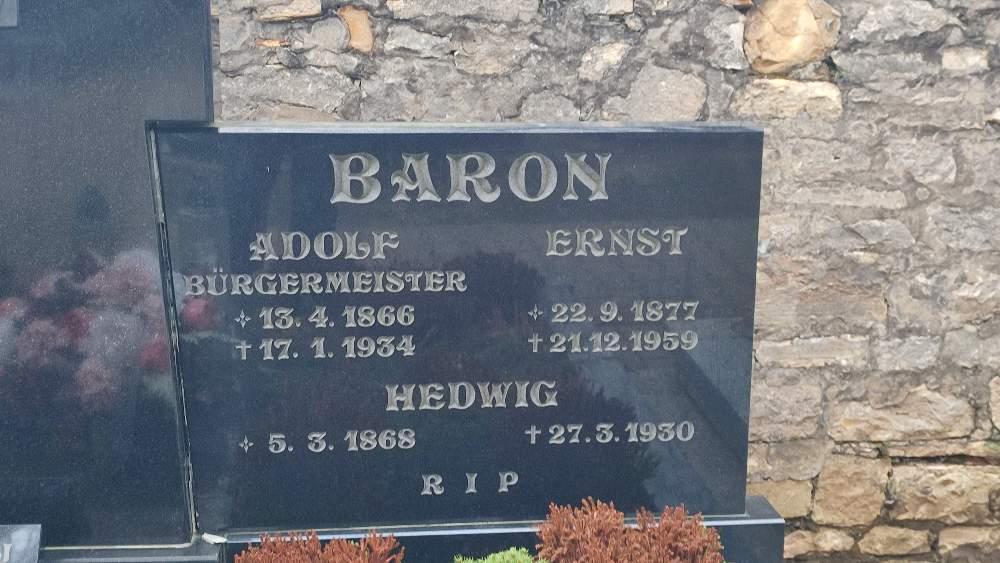 BARON
ADOLF ERNST
BÜRGERMEISTER
13. 4. 1866 22. 9. 1877
† 17. 1. 1934 † 21.12.1959
HEDWIG
5. 3. 1868 † 27. 3. 1930
R I P